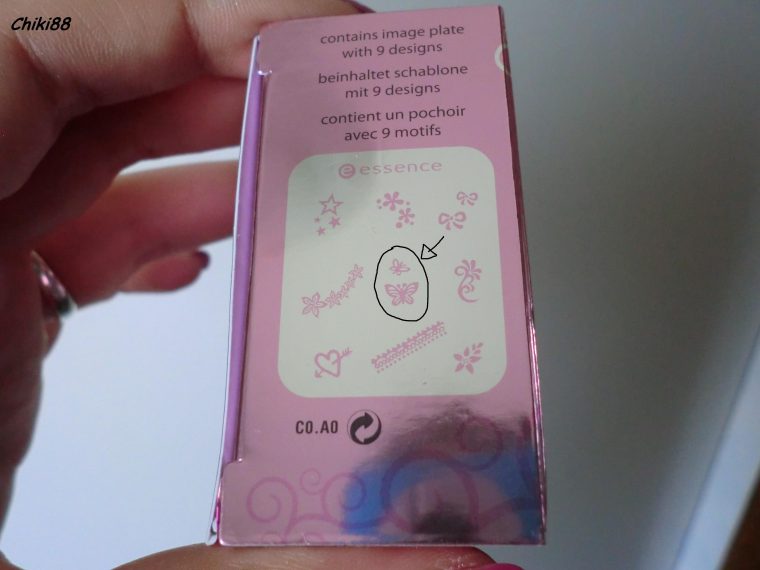 Chiki88
contains image plate
with 9 designs
beinhaltet schablone
mit 9 designs
contient un pochoir
avec 9 motifs
e essence
C0.A0